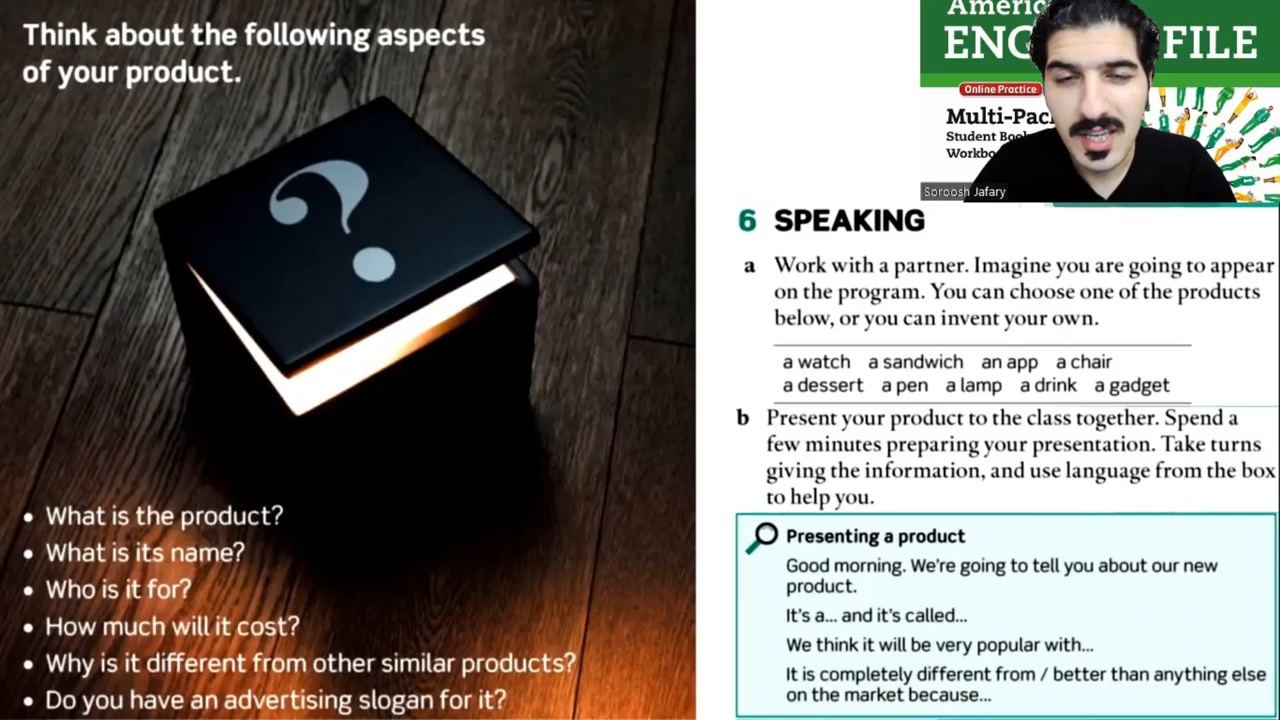 Think about the following aspects
of your product.
?
• What is the product?
• What is its name?
• Who is it for?
• How much will it cost?
• Why is it different from other similar products?
• Do you have an advertising slogan for it?
FILE
Online Practice
Soroosh Jafary
6 SPEAKING
a Work with a partner. Imagine you are going to appear
on the program. You can choose one of the products
below, or you can invent your own.
a watch a sandwich an app a chair
a dessert a pen a lamp a drink a gadget
b Present your product to the class together. Spend a
few minutes preparing your presentation. Take turns
giving the information, and use language from the box
to help you.
Presenting a product
Good morning. We're going to tell you about our new
product.
It's a... and it's called...
We think it will be very popular with...
It is completely different from / better than anything else
on the market because...